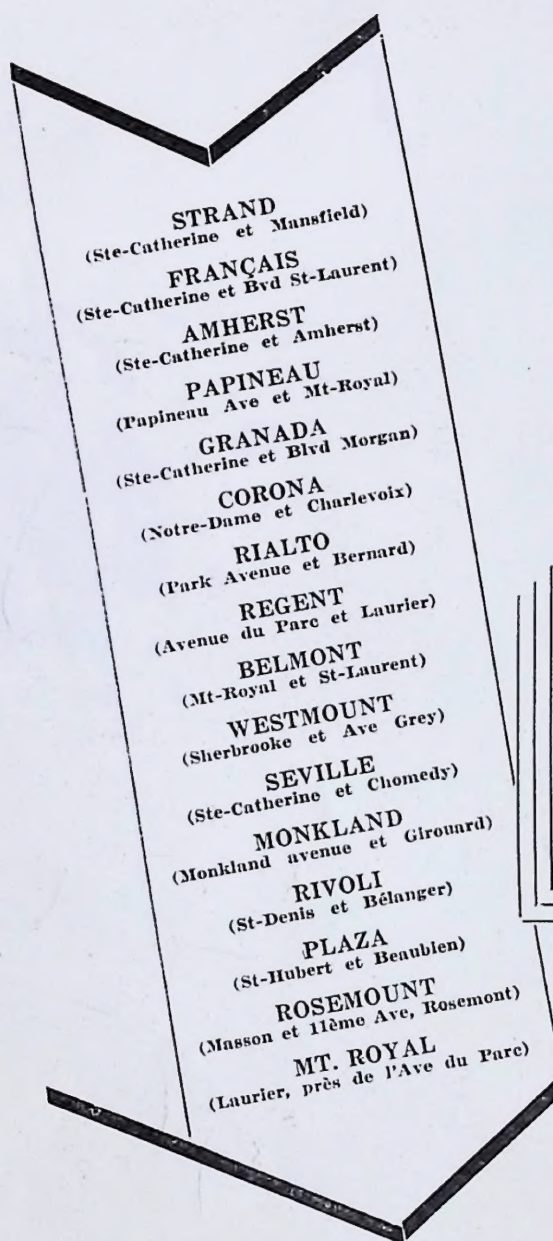 STRAND
(Ste-Catherine et Mansfield)
FRANÇAIS
(Ste-Catherine et Bvd St-Laurent)
AMHERST
(Ste-Catherine et Amherst)
PAPINEAU
(Papineau Ave et Mt-Royal)
GRANADA
(Ste-Catherine et Blvd Morgan)
CORONA
(Notre-Dame et Charlevoix)
RIALTO
(Park Avenue et Bernard)
REGENT
(Avenue du Parc et Laurier)
BELMONT
(Mt-Royal et St-Laurent)
WESTMOUNT
(Sherbrooke et Ave Grey)
SEVILLE
(Ste-Catherine et Chomedy)
MONKLAND
(Monkland avenue et Girouard)
RIVOLI
(St-Denis et Bélanger)
PLAZA
(St-Hubert et Beaubien)
ROSEMOUNT
(Masson et 11ème Ave, Rosemont)
MT. ROYAL
(Laurier, près de l'Ave du Parc)